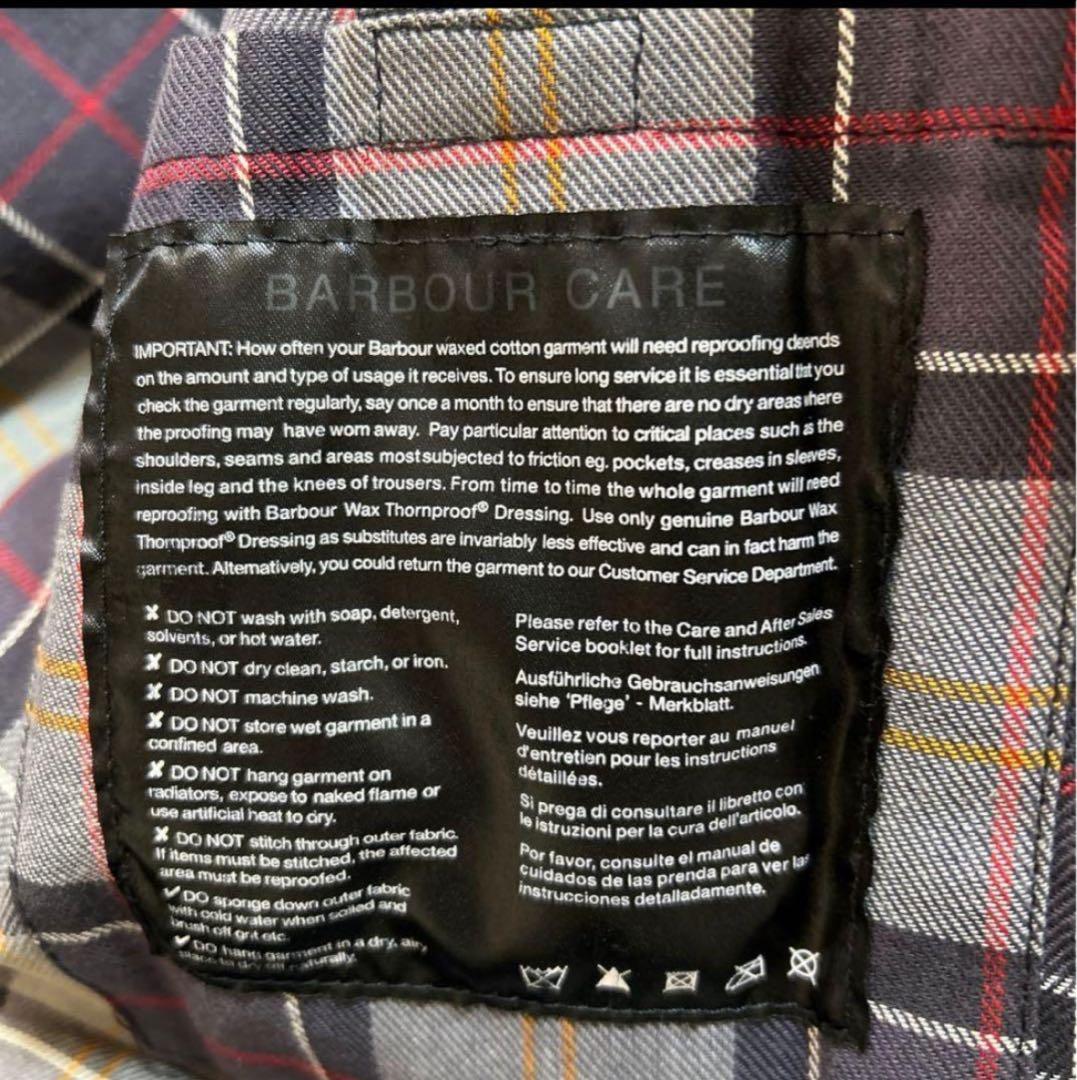 BARBOUR CARE
IMPORTANT: How often your Barbour waxed cotton garment will need reproofing deends
on the amount and type of usage it receives. To ensure long service it is essential that you
check the garment regularly, say once a month to ensure that there are no dry areas where
the proofing may have worn away. Pay particular attention to critical places such as the
shoulders, seams and areas most subjected to friction eg. pockets, creases in sleeves,
inside leg and the knees of trousers. From time to time the whole garment will need
reproofing with Barbour Wax Thornproof® Dressing. Use only genuine Barbour Wax
Thornproof® Dressing as substitutes are invariably less effective and can in fact harm the
garment. Alternatively, you could return the garment to our Customer Service Department.
✘ DO NOT wash with soap, detergent,
solvents, or hot water.
✘ DO NOT dry clean, starch, or iron.
✘ DO NOT machine wash.
✘ DO NOT store wet garment in a
confined area.
✘ DO NOT hang garment on
radiators, expose to naked flame or
use artificial heat to dry.
✘ DO NOT stitch through outer fabric.
If items must be stitched, the affected
area must be reproofed.
✔ DO sponge down outer fabric
with cold water when soiled and
brush off grit etc.
✔ DO hang garment in a dry, airy
place to dry off naturally.
Please refer to the Care and After Sales
Service booklet for full instructions.
Ausführliche Gebrauchsanweisungen
siehe 'Pflege' - Merkblatt.
Veuillez vous reporter au manuel
d'entretien pour les instructions
détaillées.
Si prega di consultare il libretto con
le istruzioni per la cura dell'articolo.
Por favor, consulte el manual de
cuidados de las prenda para ver las
instrucciones detalladamente.